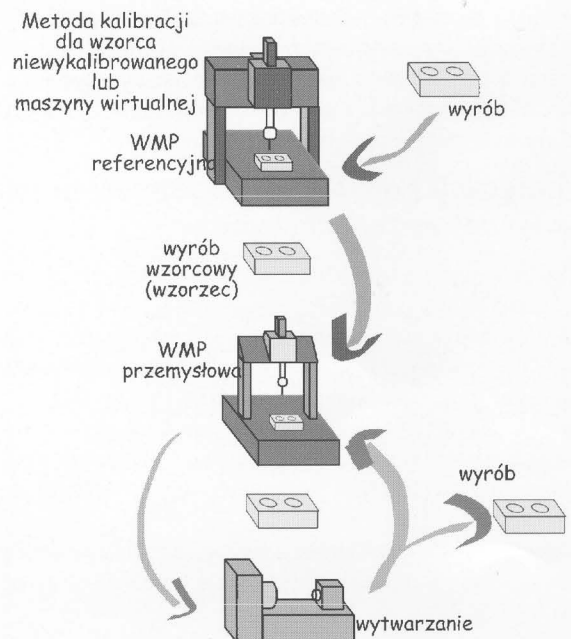 Metoda kalibracji
dla wzorca
niewykalibrowanego
lub
maszyny wirtualnej
wyrób
WMP
referencyjna
wyrób
wzorcowy
(wzorzec)
WMP
przemysłowa
wyrób
wytwarzanie